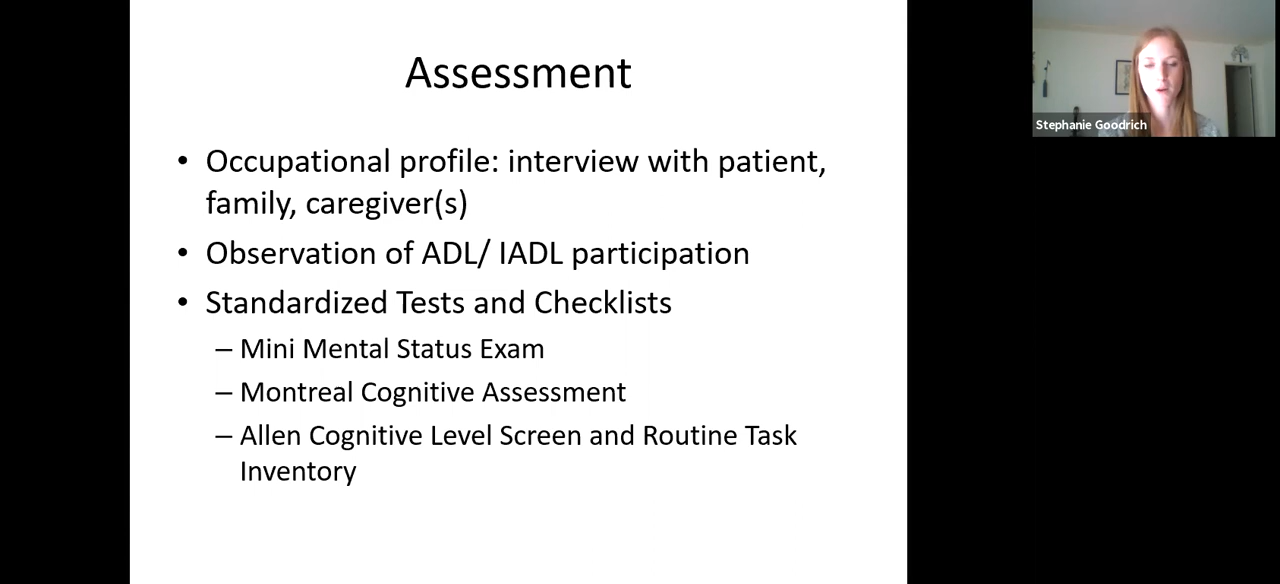 Assessment
• Occupational profile: interview with patient,
family, caregiver(s)
• Observation of ADL/ IADL participation
• Standardized Tests and Checklists
– Mini Mental Status Exam
– Montreal Cognitive Assessment
– Allen Cognitive Level Screen and Routine Task
Inventory
Stephanie Goodrich